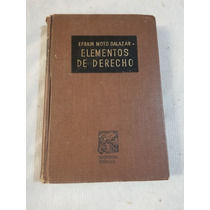 EFRAIN MOTO SALAZAR
ELEMENTOS
DE DERECHO